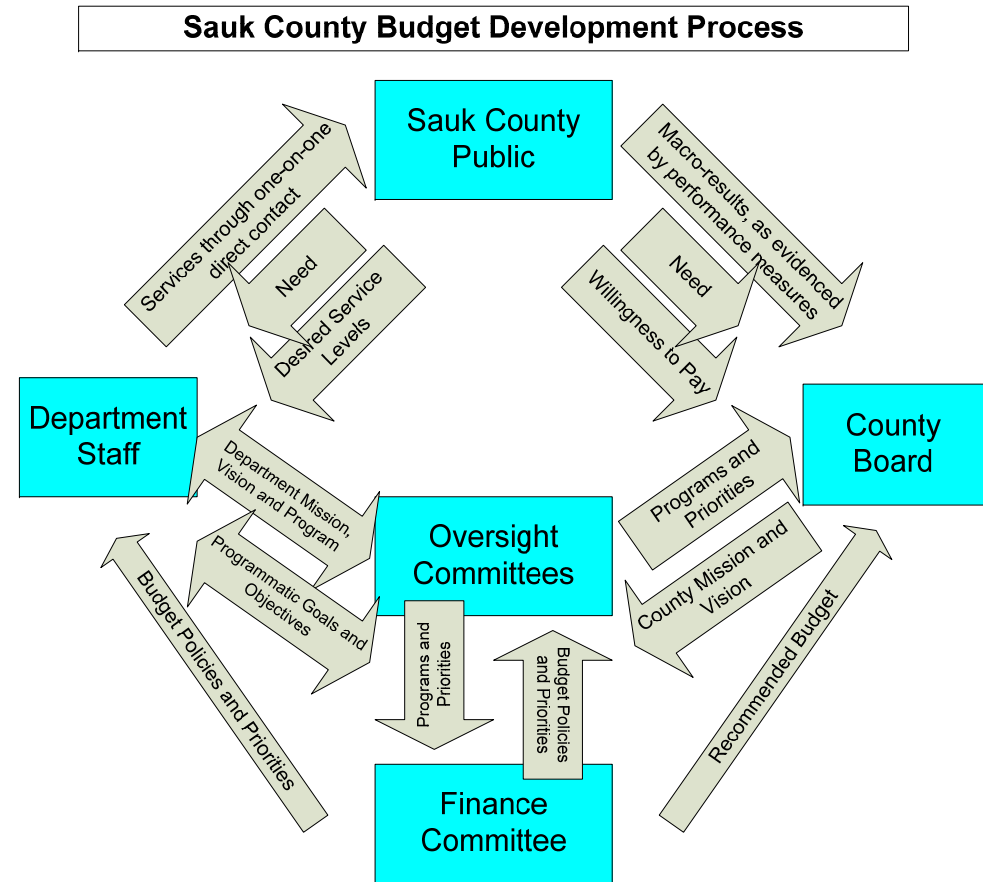 Sauk County Budget Development Process
Sauk County
Public
Services through one-on-one
direct contact
Need
Desired Service
Levels
Macro-results, as evidenced
by performance
measures
Need
Willingness to Pay
Department
Staff
County
Board
Department Mission,
Vision and Program
Programmatic Goals and
Objectives
Oversight
Committees
Programs and
Priorities
County Mission and
Vision
Budget Policies and Priorities
Programs and
Priorities
Budget Policies
and Priorities
Recommended Budget
Finance
Committee